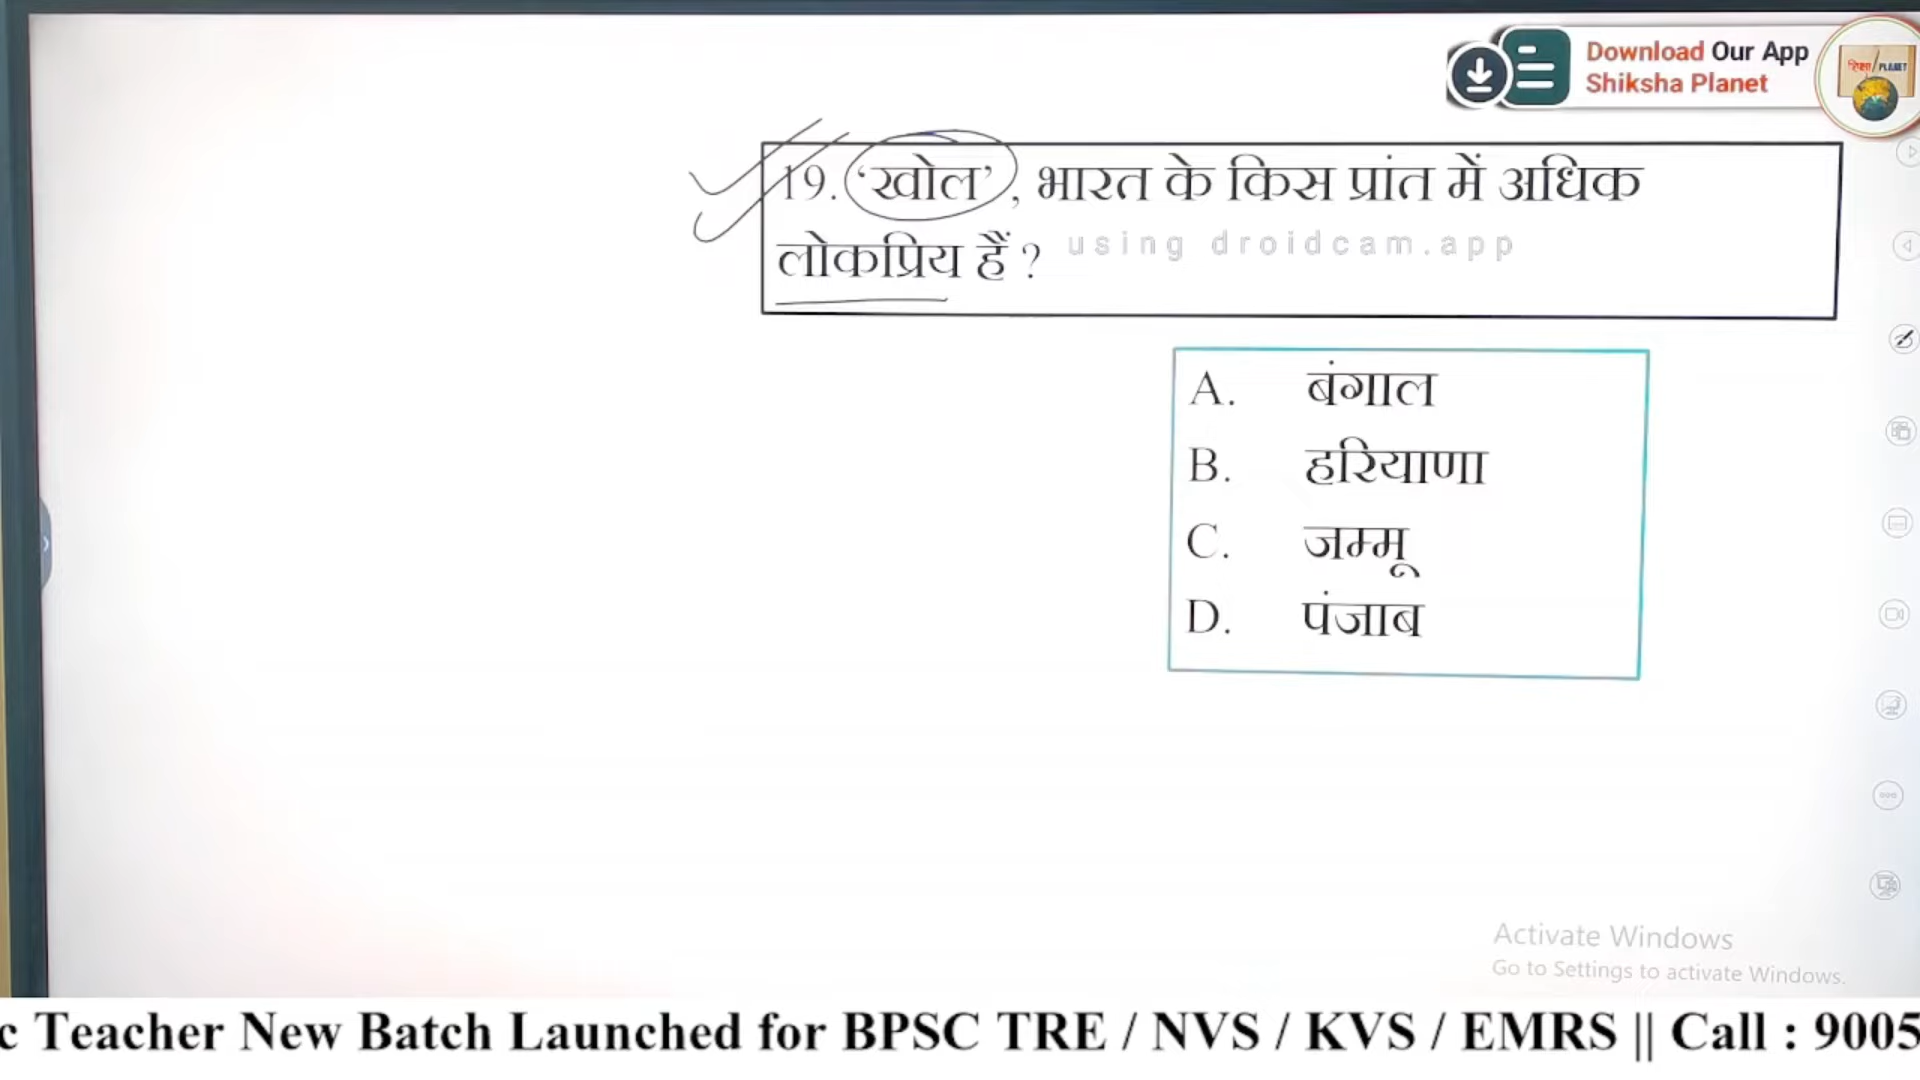 Download Our App
Shiksha Planet
शिक्षा PLANET
19. ‘खोल’, भारत के किस प्रांत में अधिक
लोकप्रिय हैं ?
using droidcam.app
A. बंगाल
B. हरियाणा
C. जम्मू
D. पंजाब
Activate Windows
Go to Settings to activate Windows.
c Teacher New Batch Launched for BPSC TRE / NVS / KVS / EMRS || Call : 9005